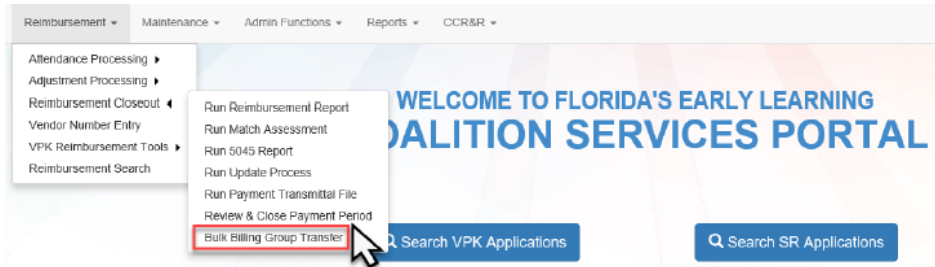 Reimbursement Maintenance Admin Functions Reports CCR&R
Attendance Processing
Adjustment Processing
Reimbursement Closeout
Vendor Number Entry
VPK Reimbursement Tools
Reimbursement Search
Run Reimbursement Report
Run Match Assessment
Run 5045 Report
Run Update Process
Run Payment Transmittal File
Review & Close Payment Period
Bulk Billing Group Transfer
WELCOME TO FLORIDA'S EARLY LEARNING
OALITION SERVICES PORTAL
Search VPK Applications
Search SR Applications